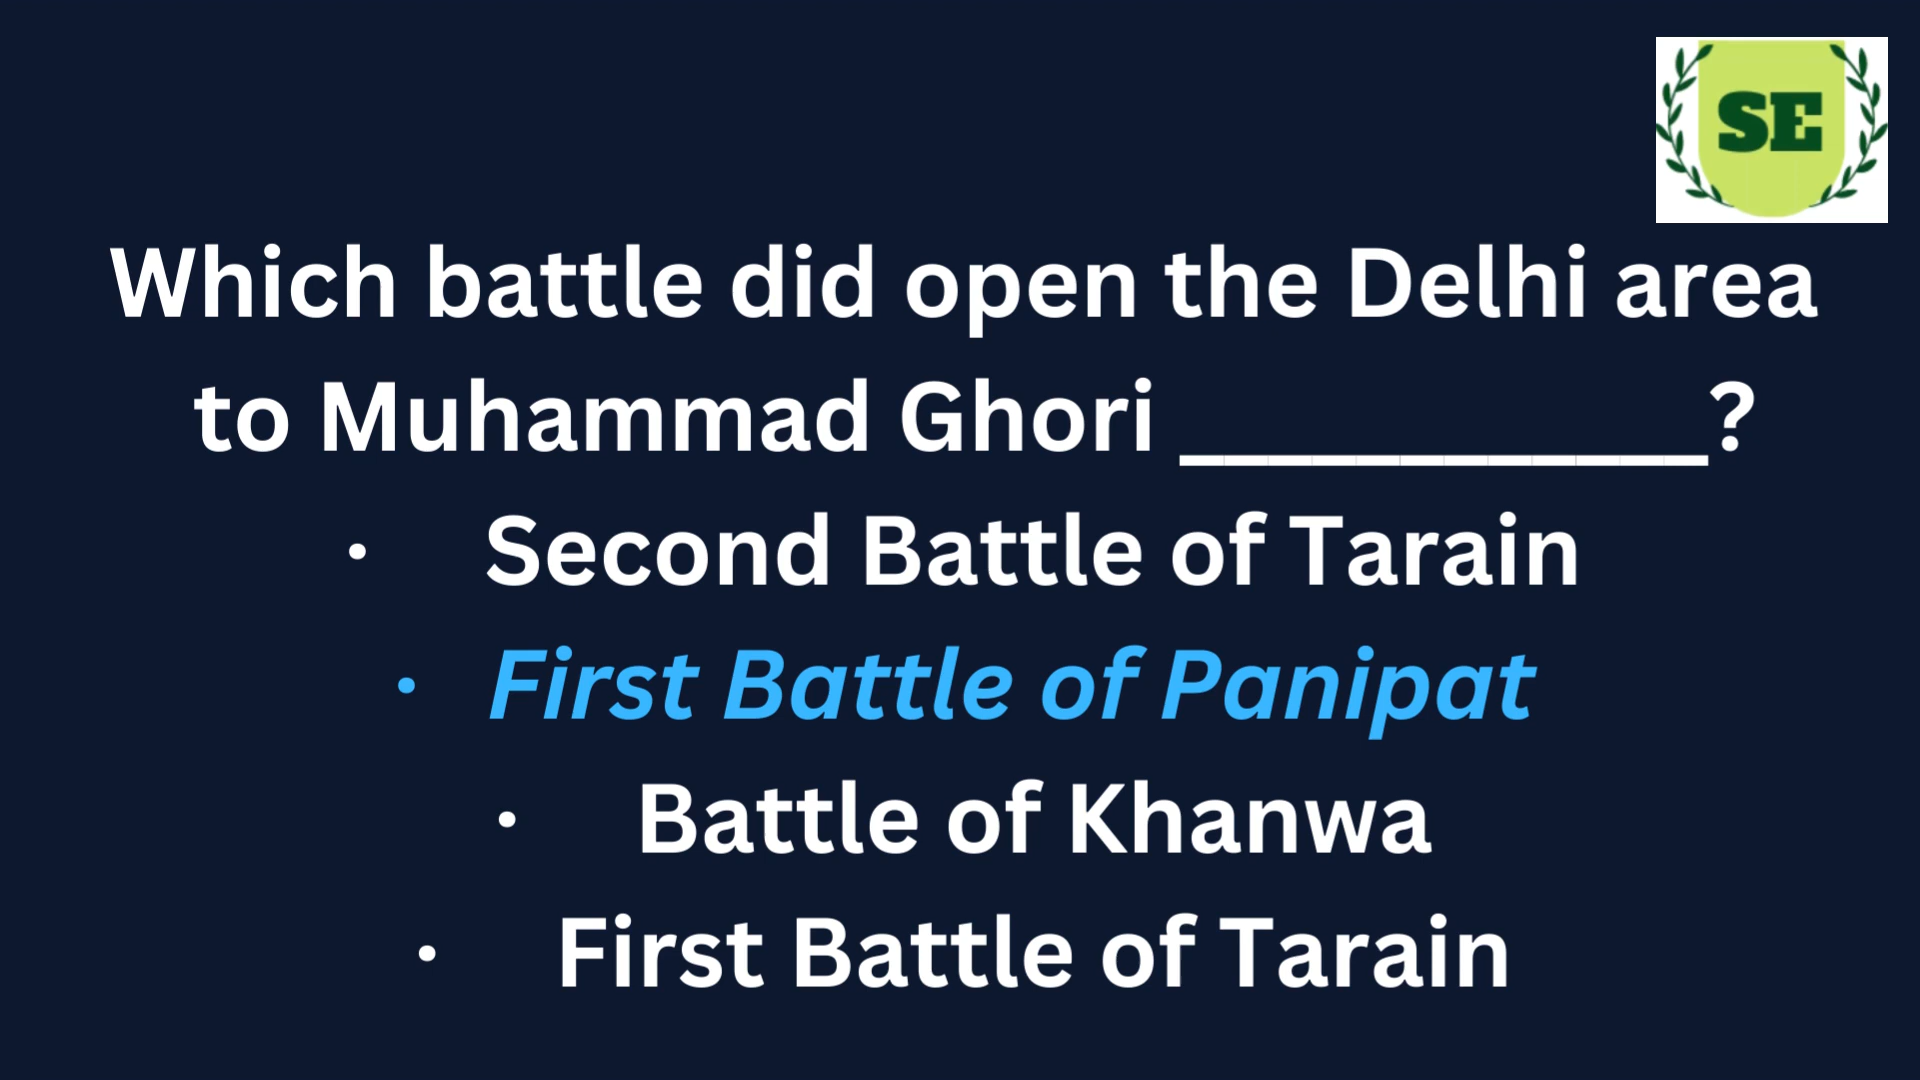 SE
Which battle did open the Delhi area
to Muhammad Ghori ____________?
• Second Battle of Tarain
• First Battle of Panipat
• Battle of Khanwa
• First Battle of Tarain